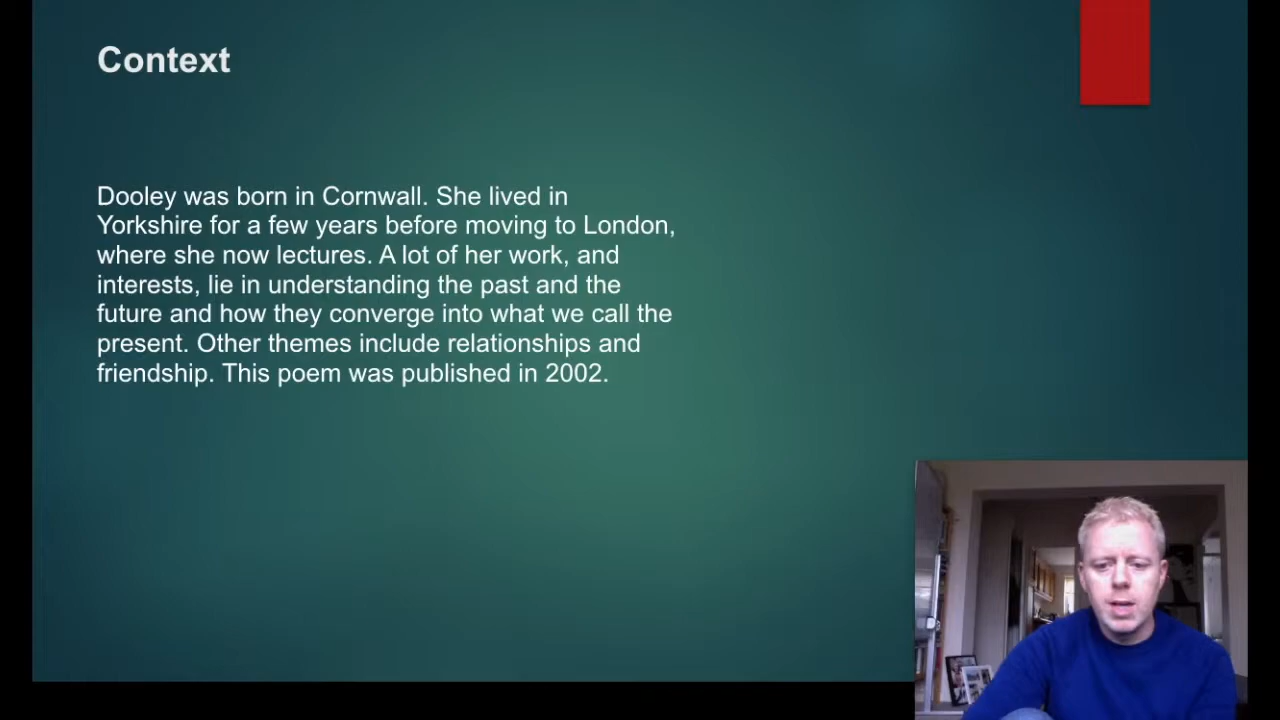 Context
Dooley was born in Cornwall. She lived in
Yorkshire for a few years before moving to London,
where she now lectures. A lot of her work, and
interests, lie in understanding the past and the
future and how they converge into what we call the
present. Other themes include relationships and
friendship. This poem was published in 2002.